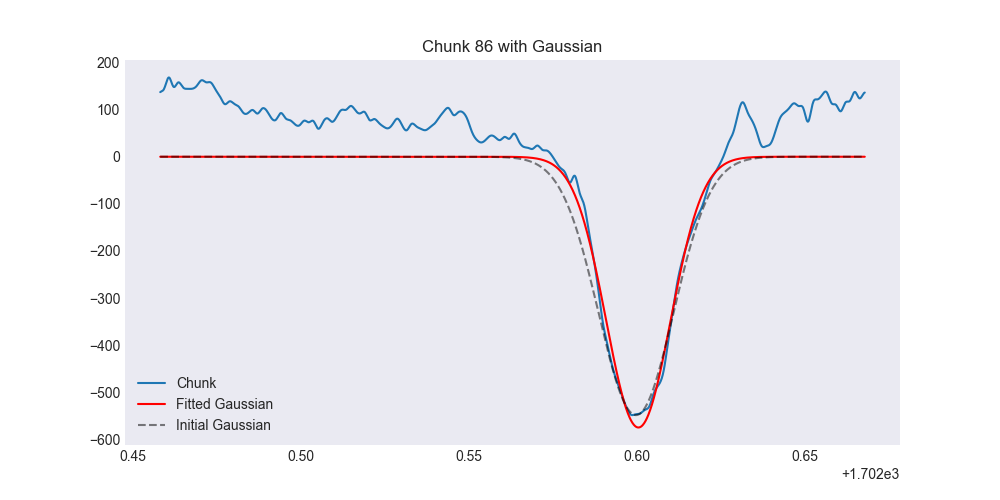 Chunk 86 with Gaussian
200
100
0
−100
−200
−300
−400
−500
−600
Chunk
Fitted Gaussian
Initial Gaussian
0.45 0.50 0.55 0.60 0.65
+1.702e3